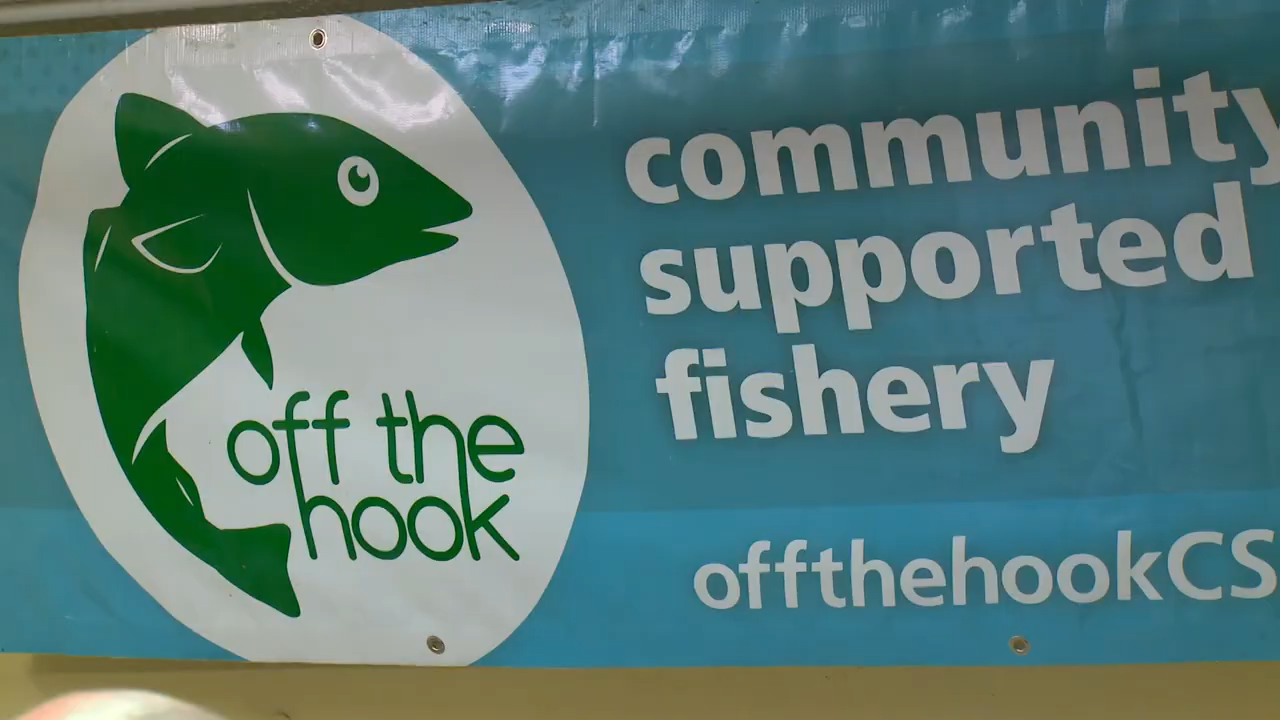 off the
hook
community
supported
fishery
offthehookCS